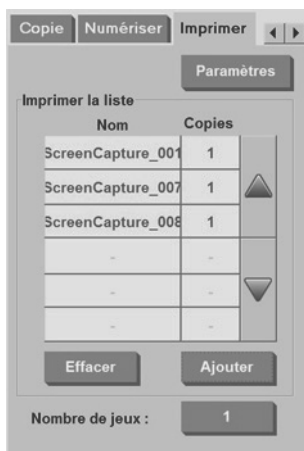 Copie Numériser Imprimer
Paramètres
Imprimer la liste
Nom Copies
ScreenCapture_001 1
ScreenCapture_007 1
ScreenCapture_008 1
- -
- -
- -
Effacer Ajouter
Nombre de jeux : 1